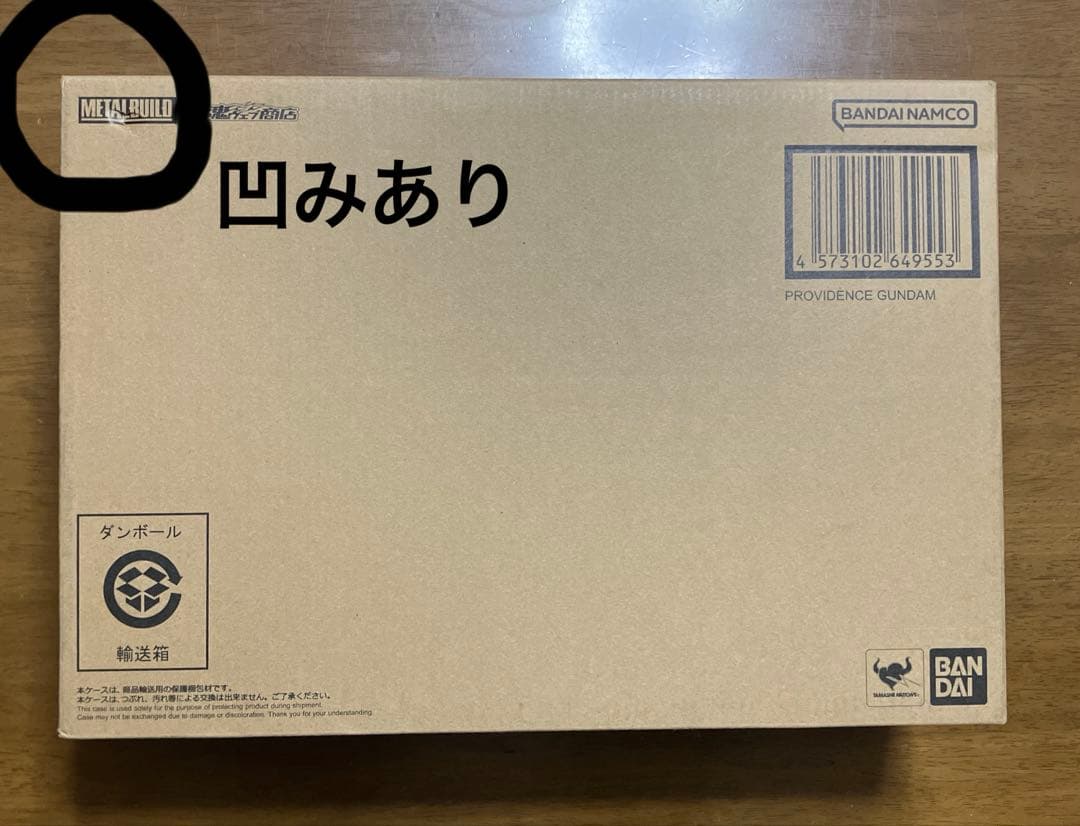 METAL BUILD 魂ウェブ商店
BANDAI NAMCO
凹みあり
4 573102 649553
PROVIDENCE GUNDAM
ダンボール
輸送箱
本ケースは、商品輸送用の保護梱包材です。
本ケースは、つぶれ、汚れ等による交換は出来ません。ご了承ください。
This case is used solely for the purpose of protecting product during shipment.
Case may not be exchanged due to damage or discoloration. Thank you for your understanding.
TAMASHII NATIONS
BAN
DAI